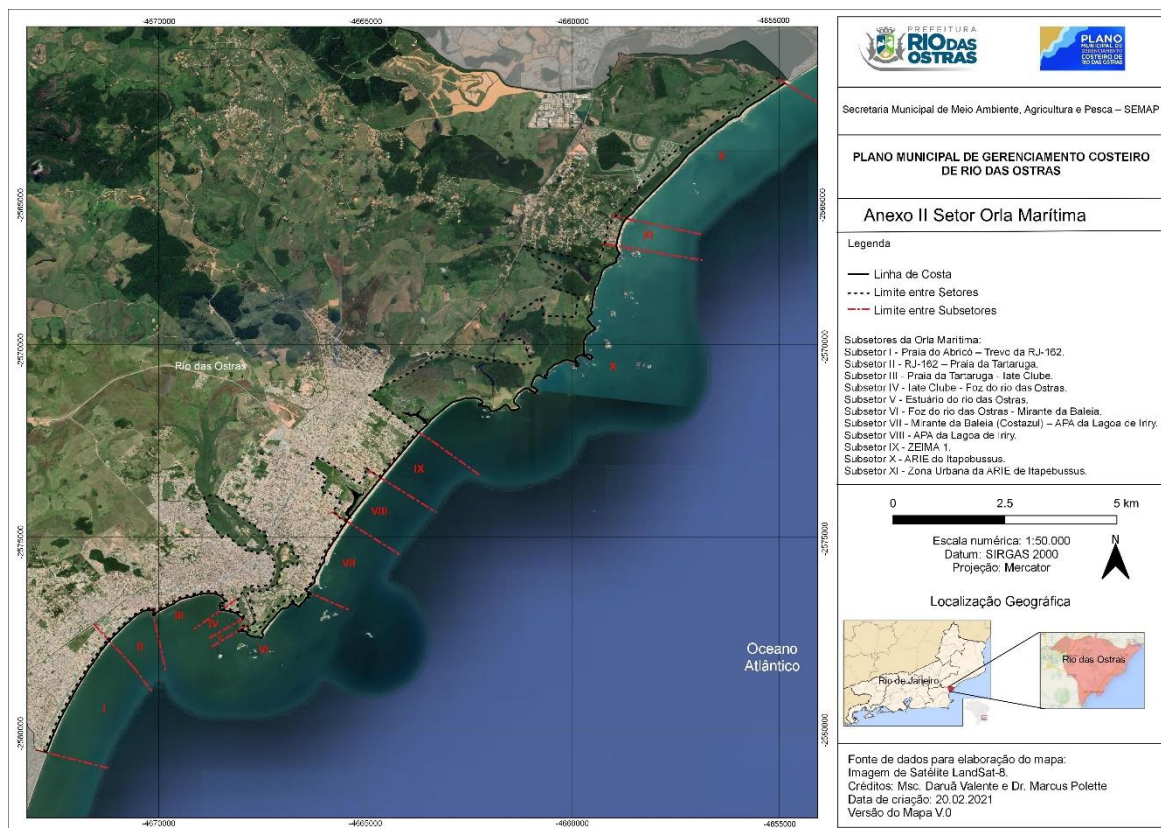 -4670000
-4665000
-4660000
-4655000
-2565000
-2570000
-2575000
-2580000
-2565000
-2570000
-2575000
-2580000
-4670000
-4665000
-4660000
-4655000
X
XI
X
IX
VIII
VII
VI
IV
III
II
I
Rio das Ostras
Oceano
Atlântico
PREFEITURA
RIO DAS
OSTRAS
PLANO
MUNICIPAL DE
GERENCIAMENTO
COSTEIRO
DE RIO DAS OSTRAS
Secretaria Municipal de Meio Ambiente, Agricultura e Pesca – SEMAP
PLANO MUNICIPAL DE GERENCIAMENTO COSTEIRO
DE RIO DAS OSTRAS
Anexo II Setor Orla Marítima
Legenda
Linha de Costa
Limite entre Setores
Limite entre Subsetores
Subsetores da Orla Marítima:
Subsetor I - Praia do Abricó – Trevo da RJ-162.
Subsetor II - RJ-162 – Praia da Tartaruga.
Subsetor III - Praia da Tartaruga - Iate Clube.
Subsetor IV - Iate Clube - Foz do rio das Ostras.
Subsetor V - Estuário do rio das Ostras.
Subsetor VI - Foz do rio das Ostras - Mirante da Baleia.
Subsetor VII - Mirante da Baleia (Costazul) – APA da Lagoa de Iriry.
Subsetor VIII - APA da Lagoa de Iriry.
Subsetor IX - ZEIMA 1.
Subsetor X - ARIE de Itapebussus.
Subsetor XI - Zona Urbana da ARIE de Itapebussus.
0 2.5 5 km
Escala numérica: 1:50.000
Datum: SIRGAS 2000
Projeção: Mercator
N
Localização Geográfica
Rio de Janeiro
Rio das Ostras
Fonte de dados para elaboração do mapa:
Imagem de Satélite LandSat-8.
Créditos: Msc. Daruã Valente e Dr. Marcus Polette
Data de criação: 20.02.2021
Versão do Mapa V.0